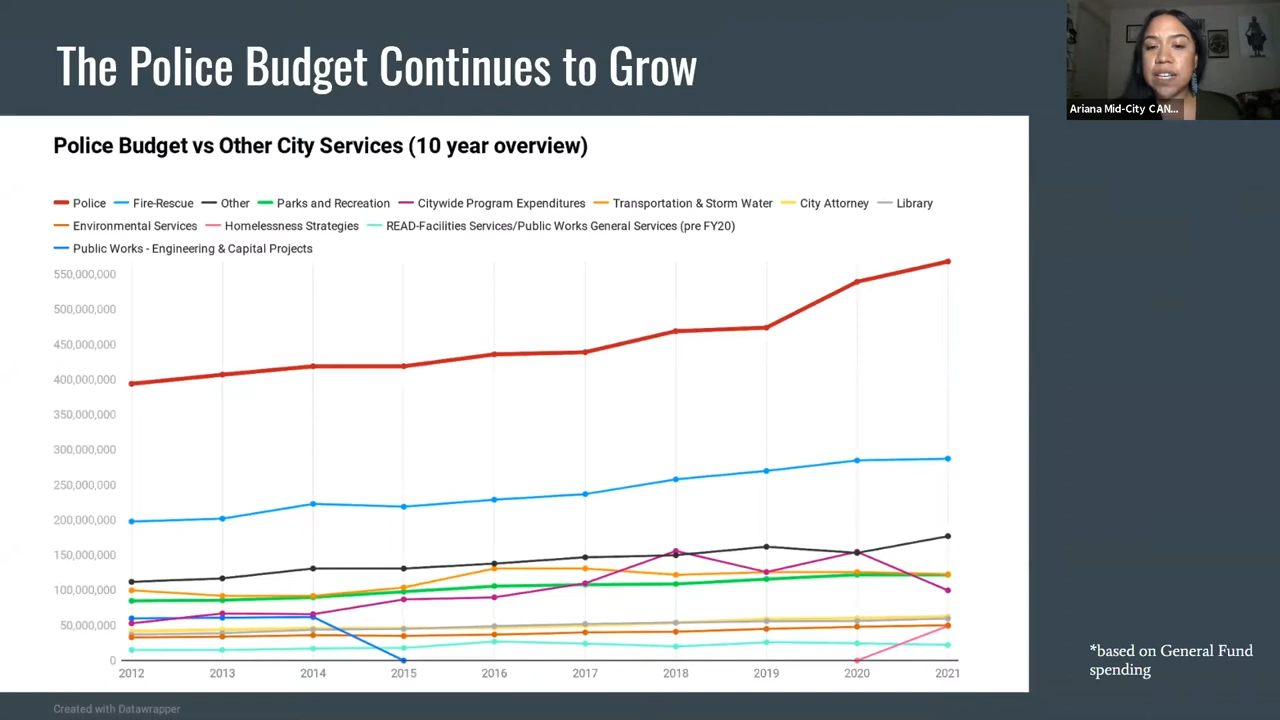 The Police Budget Continues to Grow
Ariana Mid-City CAN...
Police Budget vs Other City Services (10 year overview)
Police Fire-Rescue Other Parks and Recreation Citywide Program Expenditures Transportation & Storm Water City Attorney Library
Environmental Services Homelessness Strategies READ-Facilities Services/Public Works General Services (pre FY20)
Public Works - Engineering & Capital Projects
550,000,000
500,000,000
450,000,000
400,000,000
350,000,000
300,000,000
250,000,000
200,000,000
150,000,000
100,000,000
50,000,000
0
2012 2013 2014 2015 2016 2017 2018 2019 2020 2021
*based on General Fund
spending
Created with Datawrapper